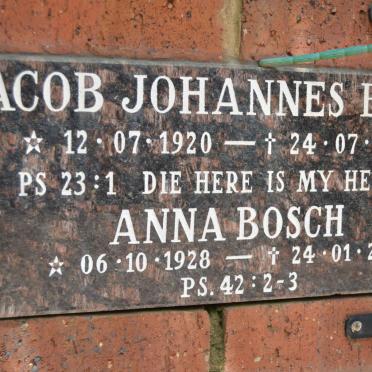 ACOB JOHANNES B
☆ 12·07·1920 — † 24·07·
PS 23:1 DIE HERE IS MY HE
ANNA BOSCH
☆ 06·10·1928 — † 24·01·2
PS. 42:2-3